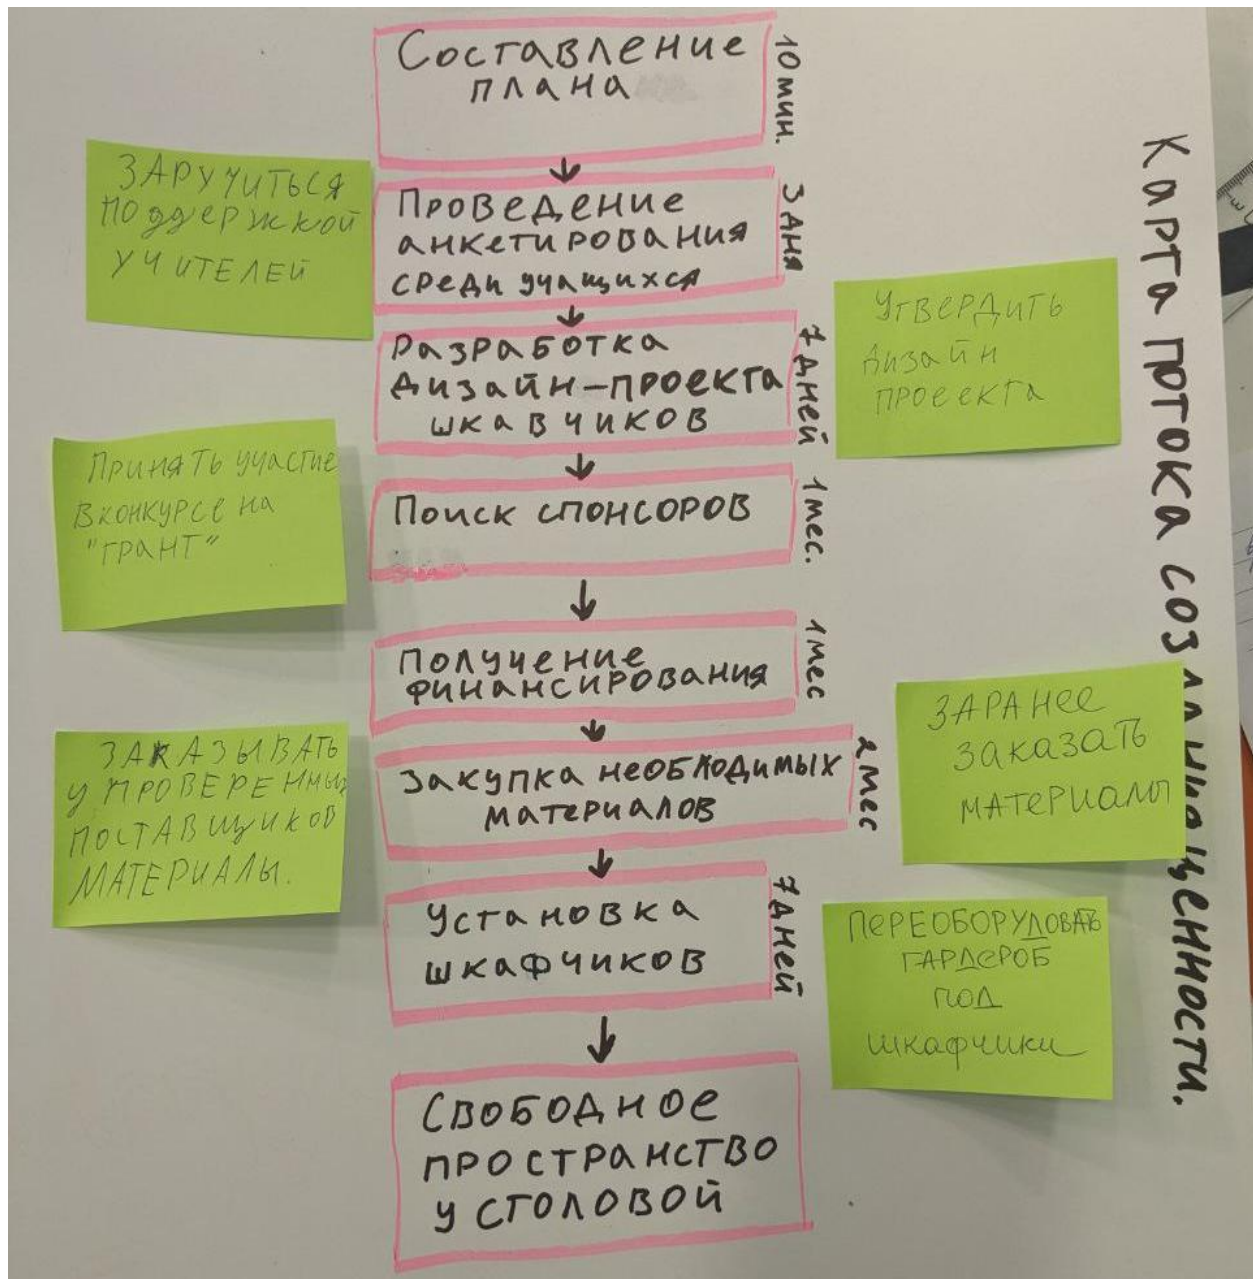 Карта потока создания ценности.
Составление
плана
10 мин.
Проведение
анкетирования
среди учащихся
3 дня
ЗАРУЧИТЬСЯ
ПОДДЕРЖКОЙ
УЧИТЕЛЕЙ
Разработка
дизайн-проекта
шкавчиков
7 дней
УТВЕРДИТЬ
дизайн
проеекта
Поиск спонсоров
1 мес.
Принять участие
в конкурсе на
"грант"
Получение
финансирования
1 мес
Закупка необходимых
материалов
2 мес
ЗАКАЗЫВАТЬ
У ПРОВЕРЕННЫХ
ПОСТАВЩИКОВ
МАТЕРИАЛЫ.
ЗАРАНЕЕ
заказать
материалы
Установка
шкафчиков
7 дней
ПЕРЕОБОРУДОВАТЬ
ГАРДЕРОБ
ПОД
шкафчики
Свободное
пространство
у столовой